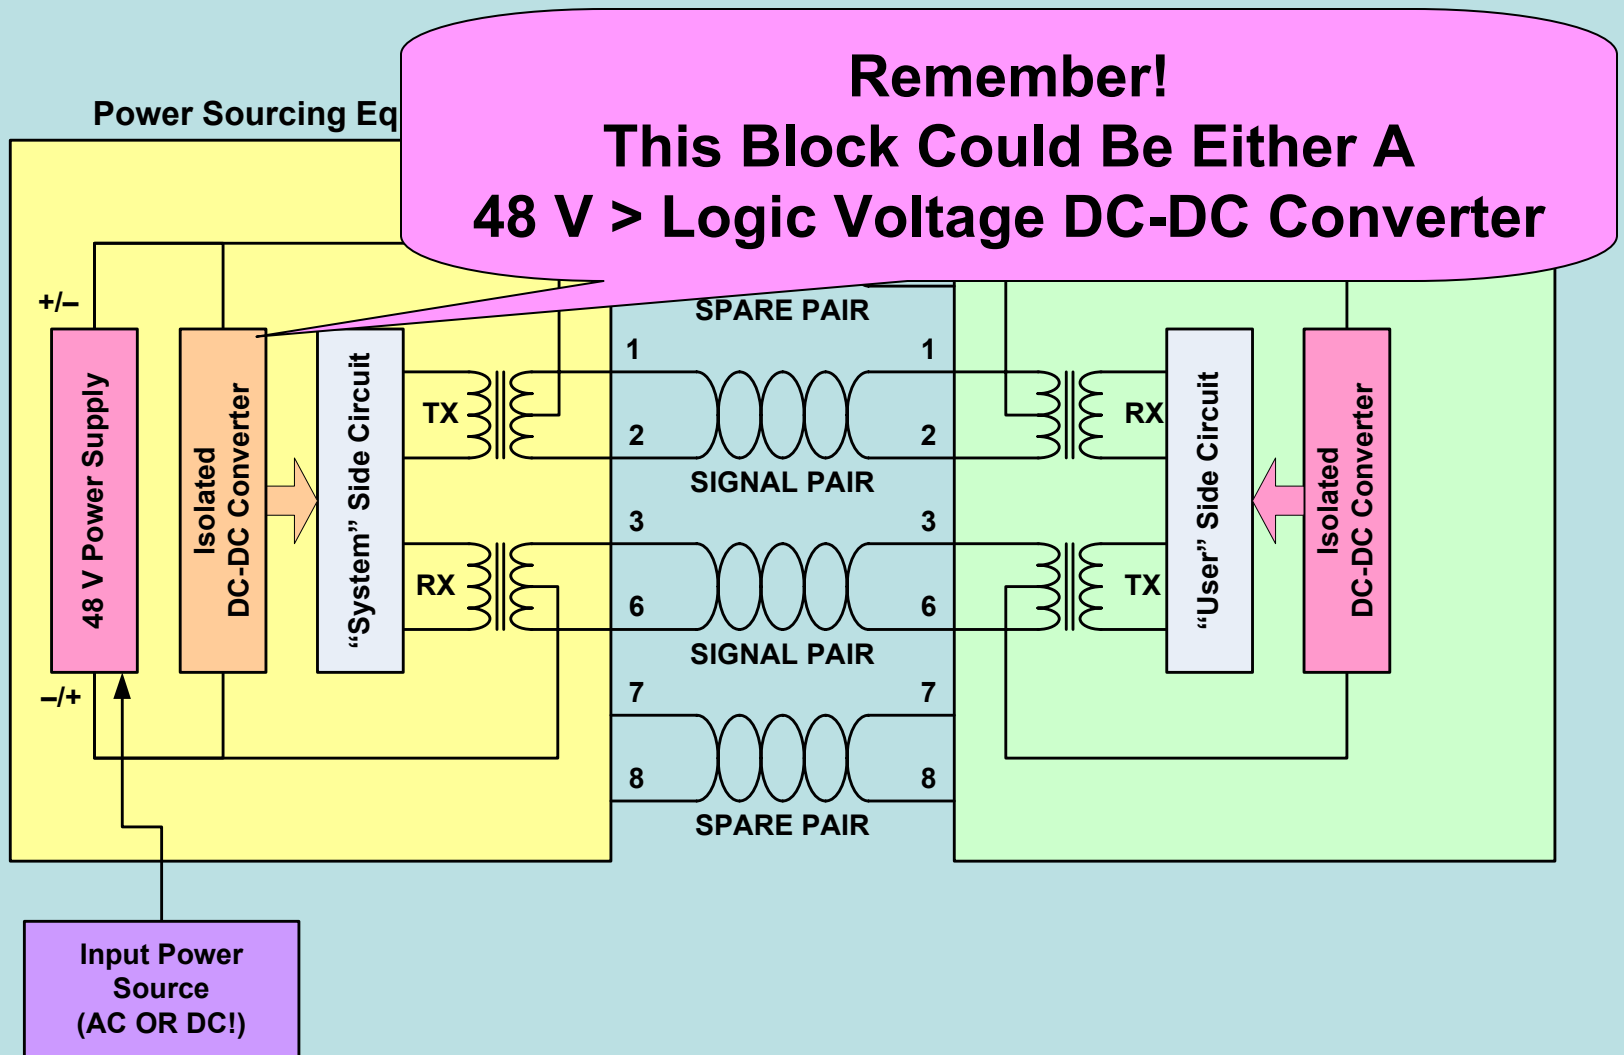 Remember!
This Block Could Be Either A
48 V > Logic Voltage DC-DC Converter
Power Sourcing Eq
+/–
48 V Power Supply
–/+
Isolated
DC-DC Converter
“System” Side Circuit
TX
RX
SPARE PAIR
1
1
2
2
SIGNAL PAIR
3
3
6
6
SIGNAL PAIR
7
7
8
8
SPARE PAIR
RX
TX
“User” Side Circuit
Isolated
DC-DC Converter
Input Power
Source
(AC OR DC!)